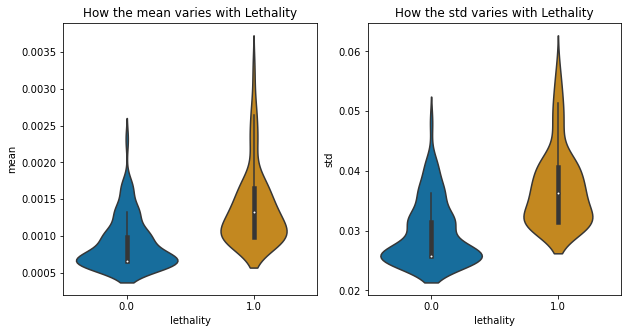 How the mean varies with Lethality
mean
0.0035
0.0030
0.0025
0.0020
0.0015
0.0010
0.0005
0.0
1.0
lethality
How the std varies with Lethality
std
0.06
0.05
0.04
0.03
0.02
0.0
1.0
lethality